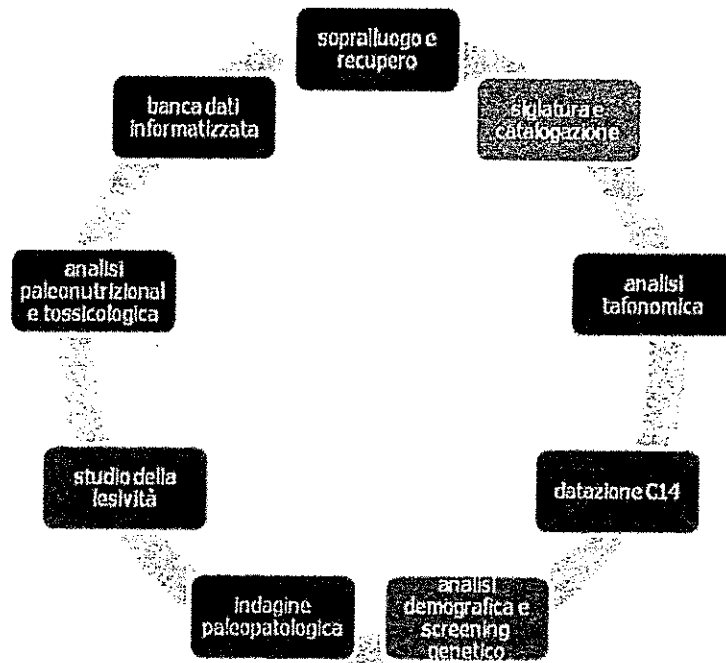 sopralluogo e
recupero
siglatura e
catalogazione
analisi
tafonomica
datazione C14
analisi
demografica e
screening
genetico
indagine
paleopatologica
studio della
lesività
analisi
paleonutrizional
e tossicologica
banca dati
informatizzata